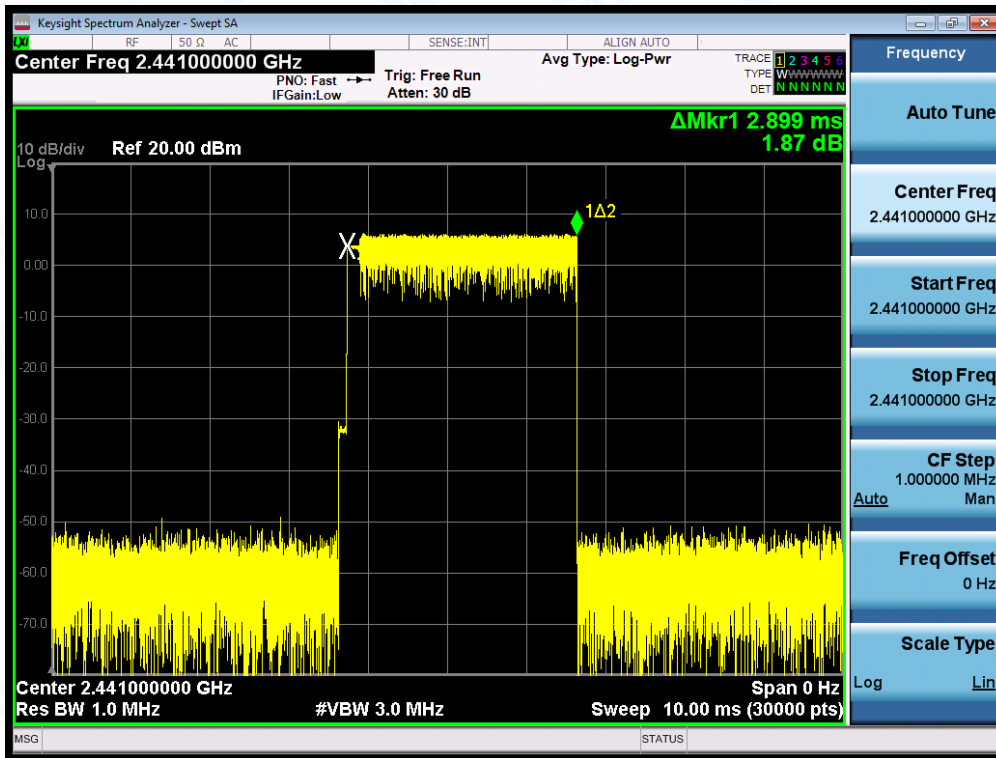 Keysight Spectrum Analyzer - Swept SA
LXI RF 50 Ω AC SENSE:INT ALIGN AUTO
Center Freq 2.441000000 GHz
PNO: Fast
IFGain:Low
Trig: Free Run
Atten: 30 dB
Avg Type: Log-Pwr
TRACE 1 2 3 4 5 6
TYPE W W W W W W
DET N N N N N N
ΔMkr1 2.899 ms
1.87 dB
10 dB/div Ref 20.00 dBm
Log
10.0
0.00
-10.0
-20.0
-30.0
-40.0
-50.0
-60.0
-70.0
X
1Δ2
Center 2.441000000 GHz Span 0 Hz
Res BW 1.0 MHz #VBW 3.0 MHz Sweep 10.00 ms (30000 pts)
MSG STATUS
Frequency
Auto Tune
Center Freq
2.441000000 GHz
Start Freq
2.441000000 GHz
Stop Freq
2.441000000 GHz
CF Step
1.000000 MHz
Auto Man
Freq Offset
0 Hz
Scale Type
Log Lin